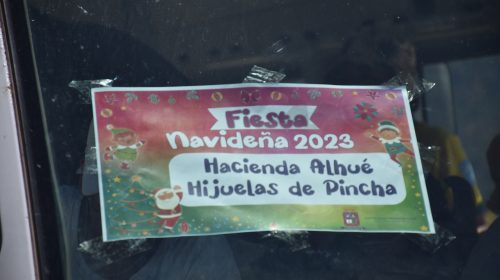 Fiesta
Navideña 2023
Hacienda Alhué
Hijuelas de Pincha